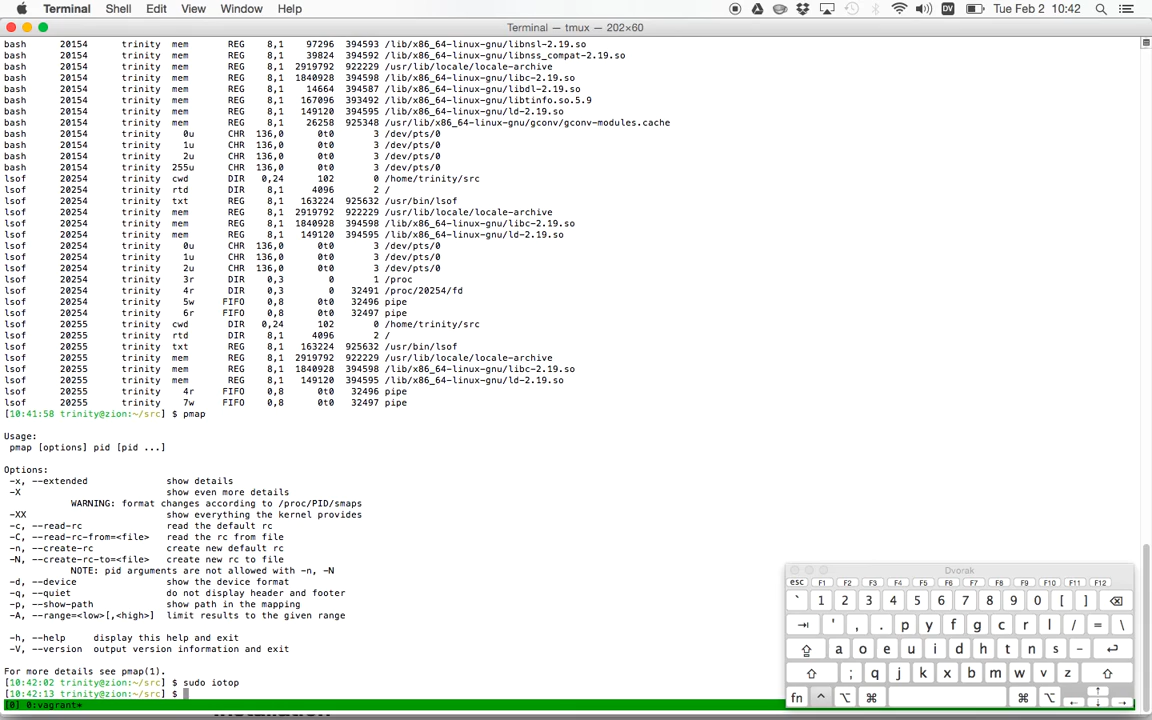 Terminal Shell Edit View Window Help DV Tue Feb 2 10:42
Terminal — tmux — 202×60
bash 20154 trinity mem REG 8,1 97296 394593 /lib/x86_64-linux-gnu/libnsl-2.19.so
bash 20154 trinity mem REG 8,1 39824 394592 /lib/x86_64-linux-gnu/libnss_compat-2.19.so
bash 20154 trinity mem REG 8,1 2919792 922229 /usr/lib/locale/locale-archive
bash 20154 trinity mem REG 8,1 1840928 394598 /lib/x86_64-linux-gnu/libc-2.19.so
bash 20154 trinity mem REG 8,1 14664 394587 /lib/x86_64-linux-gnu/libdl-2.19.so
bash 20154 trinity mem REG 8,1 167096 393492 /lib/x86_64-linux-gnu/libtinfo.so.5.9
bash 20154 trinity mem REG 8,1 149120 394595 /lib/x86_64-linux-gnu/ld-2.19.so
bash 20154 trinity mem REG 8,1 26258 925348 /usr/lib/x86_64-linux-gnu/gconv/gconv-modules.cache
bash 20154 trinity 0u CHR 136,0 0t0 3 /dev/pts/0
bash 20154 trinity 1u CHR 136,0 0t0 3 /dev/pts/0
bash 20154 trinity 2u CHR 136,0 0t0 3 /dev/pts/0
bash 20154 trinity 255u CHR 136,0 0t0 3 /dev/pts/0
lsof 20254 trinity cwd DIR 0,24 102 0 /home/trinity/src
lsof 20254 trinity rtd DIR 8,1 4096 2 /
lsof 20254 trinity txt REG 8,1 163224 925632 /usr/bin/lsof
lsof 20254 trinity mem REG 8,1 2919792 922229 /usr/lib/locale/locale-archive
lsof 20254 trinity mem REG 8,1 1840928 394598 /lib/x86_64-linux-gnu/libc-2.19.so
lsof 20254 trinity mem REG 8,1 149120 394595 /lib/x86_64-linux-gnu/ld-2.19.so
lsof 20254 trinity 0u CHR 136,0 0t0 3 /dev/pts/0
lsof 20254 trinity 1u CHR 136,0 0t0 3 /dev/pts/0
lsof 20254 trinity 2u CHR 136,0 0t0 3 /dev/pts/0
lsof 20254 trinity 3r DIR 0,3 0 1 /proc
lsof 20254 trinity 4r DIR 0,3 0 32491 /proc/20254/fd
lsof 20254 trinity 5w FIFO 0,8 0t0 32496 pipe
lsof 20254 trinity 6r FIFO 0,8 0t0 32497 pipe
lsof 20255 trinity cwd DIR 0,24 102 0 /home/trinity/src
lsof 20255 trinity rtd DIR 8,1 4096 2 /
lsof 20255 trinity txt REG 8,1 163224 925632 /usr/bin/lsof
lsof 20255 trinity mem REG 8,1 2919792 922229 /usr/lib/locale/locale-archive
lsof 20255 trinity mem REG 8,1 1840928 394598 /lib/x86_64-linux-gnu/libc-2.19.so
lsof 20255 trinity mem REG 8,1 149120 394595 /lib/x86_64-linux-gnu/ld-2.19.so
lsof 20255 trinity 4r FIFO 0,8 0t0 32496 pipe
lsof 20255 trinity 7w FIFO 0,8 0t0 32497 pipe
[10:41:58 trinity@zion:~/src] $ pmap
Usage:
pmap [options] pid [pid ...]
Options:
-x, --extended show details
-X show even more details
WARNING: format changes according to /proc/PID/smaps
-XX show everything the kernel provides
-c, --read-rc read the default rc
-C, --read-rc-from=<file> read the rc from file
-n, --create-rc create new default rc
-N, --create-rc-to=<file> create new rc to file
NOTE: pid arguments are not allowed with -n, -N
-d, --device show the device format
-q, --quiet do not display header and footer
-p, --show-path show path in the mapping
-A, --range=<low>[,<high>] limit results to the given range
-h, --help display this help and exit
-V, --version output version information and exit
For more details see pmap(1).
[10:42:02 trinity@zion:~/src] $ sudo iotop
[10:42:13 trinity@zion:~/src] $
[0] 0:vagrant*
Dvorak
esc F1 F2 F3 F4 F5 F6 F7 F8 F9 F10 F11 F12
` 1 2 3 4 5 6 7 8 9 0 [ ]
' , . p y f g c r l / = \
a o e u i d h t n s -
; q j k x b m w v z
fn ^ ⌥ ⌘ ⌘ ⌥